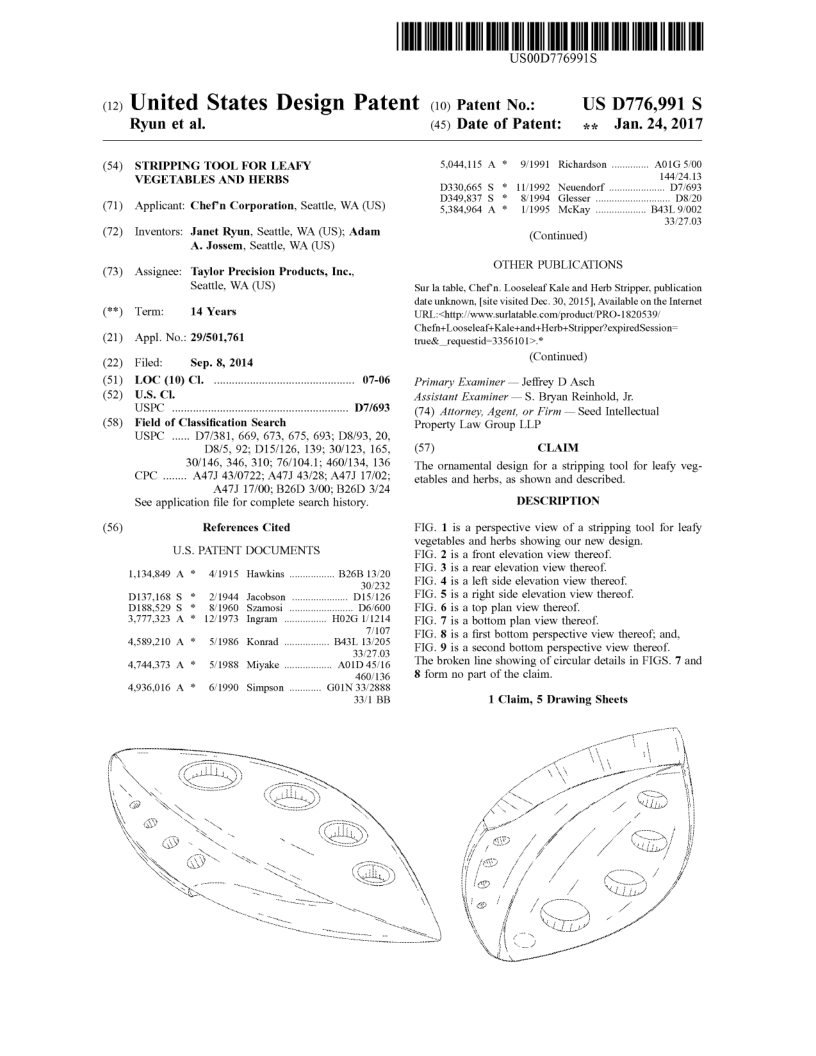 US00D776991S
(12) United States Design Patent
Ryun et al.
(10) Patent No.: US D776,991 S
(45) Date of Patent: ** Jan. 24, 2017
(54) STRIPPING TOOL FOR LEAFY
VEGETABLES AND HERBS
(71) Applicant: Chef'n Corporation, Seattle, WA (US)
(72) Inventors: Janet Ryun, Seattle, WA (US); Adam
A. Jossem, Seattle, WA (US)
(73) Assignee: Taylor Precision Products, Inc.,
Seattle, WA (US)
(**) Term: 14 Years
(21) Appl. No.: 29/501,761
(22) Filed: Sep. 8, 2014
(51) LOC (10) Cl. ................................................ 07-06
(52) U.S. Cl.
USPC ............................................................ D7/693
(58) Field of Classification Search
USPC ...... D7/381, 669, 673, 675, 693; D8/93, 20,
D8/5, 92; D15/126, 139; 30/123, 165,
30/146, 346, 310; 76/104.1; 460/134, 136
CPC ........ A47J 43/0722; A47J 43/28; A47J 17/02;
A47J 17/00; B26D 3/00; B26D 3/24
See application file for complete search history.
(56) References Cited
U.S. PATENT DOCUMENTS
1,134,849 A * 4/1915 Hawkins ................. B26B 13/20
30/232
D137,168 S * 2/1944 Jacobson ..................... D15/126
D188,529 S * 8/1960 Szamosi ........................ D6/600
3,777,323 A * 12/1973 Ingram ................ H02G 1/1214
7/107
4,589,210 A * 5/1986 Konrad ................. B43L 13/205
33/27.03
4,744,373 A * 5/1988 Miyake .................. A01D 45/16
460/136
4,936,016 A * 6/1990 Simpson ............ G01N 33/2888
33/1 BB
5,044,115 A * 9/1991 Richardson .............. A01G 5/00
144/24.13
D330,665 S * 11/1992 Neuendorf ..................... D7/693
D349,837 S * 8/1994 Glesser ............................ D8/20
5,384,964 A * 1/1995 McKay ................... B43L 9/002
33/27.03
(Continued)
OTHER PUBLICATIONS
Sur la table, Chef'n. Looseleaf Kale and Herb Stripper, publication
date unknown, [site visited Dec. 30, 2015], Available on the Internet
URL:<http://www.surlatable.com/product/PRO-1820539/
Chefn+Looseleaf+Kale+and+Herb+Stripper?expiredSession=
true&_requestid=3356101>.*
(Continued)
Primary Examiner — Jeffrey D Asch
Assistant Examiner — S. Bryan Reinhold, Jr.
(74) Attorney, Agent, or Firm — Seed Intellectual
Property Law Group LLP
(57) CLAIM
The ornamental design for a stripping tool for leafy veg-
etables and herbs, as shown and described.
DESCRIPTION
FIG. 1 is a perspective view of a stripping tool for leafy
vegetables and herbs showing our new design.
FIG. 2 is a front elevation view thereof.
FIG. 3 is a rear elevation view thereof.
FIG. 4 is a left side elevation view thereof.
FIG. 5 is a right side elevation view thereof.
FIG. 6 is a top plan view thereof.
FIG. 7 is a bottom plan view thereof.
FIG. 8 is a first bottom perspective view thereof; and,
FIG. 9 is a second bottom perspective view thereof.
The broken line showing of circular details in FIGS. 7 and
8 form no part of the claim.
1 Claim, 5 Drawing Sheets